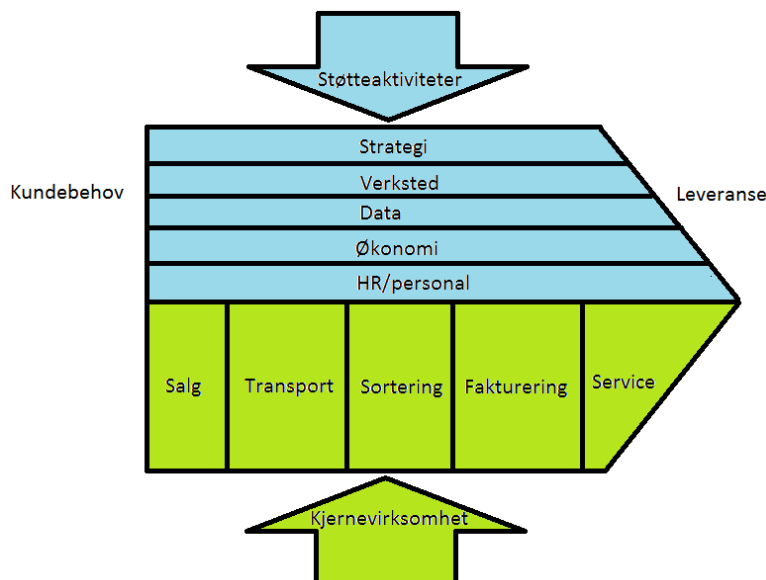 Støtteaktiviteter
Strategi
Verksted
Kundebehov
Leveranse
Data
Økonomi
HR/personal
Salg
Transport
Sortering
Fakturering
Service
Kjernevirksomhet